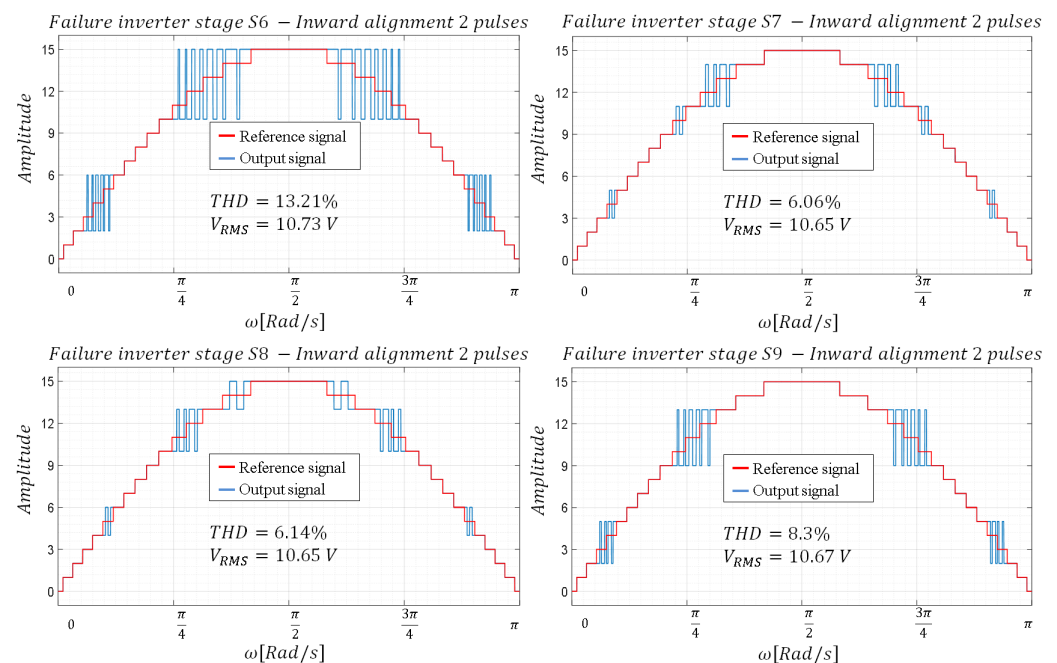 Failure inverter stage S6 − Inward alignment 2 pulses
Amplitude
15
12
9
6
3
0
Reference signal
Output signal
THD = 13.21%
V_RMS = 10.73 V
0
π/4
π/2
3π/4
π
ω[Rad/s]
Failure inverter stage S7 − Inward alignment 2 pulses
Amplitude
15
12
9
6
3
0
Reference signal
Output signal
THD = 6.06%
V_RMS = 10.65 V
0
π/4
π/2
3π/4
π
ω[Rad/s]
Failure inverter stage S8 − Inward alignment 2 pulses
Amplitude
15
12
9
6
3
0
Reference signal
Output signal
THD = 6.14%
V_RMS = 10.65 V
0
π/4
π/2
3π/4
π
ω[Rad/s]
Failure inverter stage S9 − Inward alignment 2 pulses
Amplitude
15
12
9
6
3
0
Reference signal
Output signal
THD = 8.3%
V_RMS = 10.67 V
0
π/4
π/2
3π/4
π
ω[Rad/s]